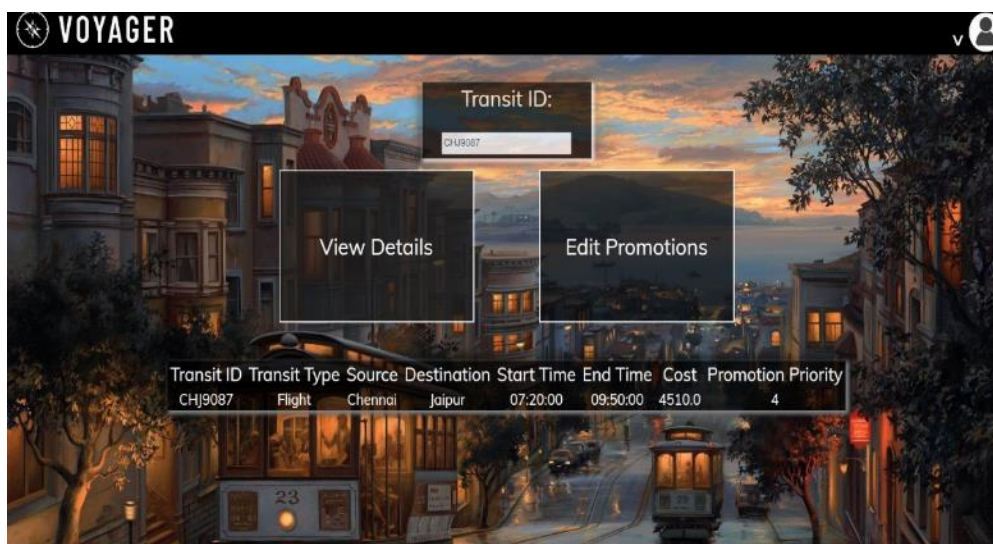 VOYAGER
v
Transit ID:
CHJ9087
View Details
Edit Promotions
Transit ID Transit Type Source Destination Start Time End Time Cost Promotion Priority
CHJ9087 Flight Chennai Jaipur 07:20:00 09:50:00 4510.0 4
23